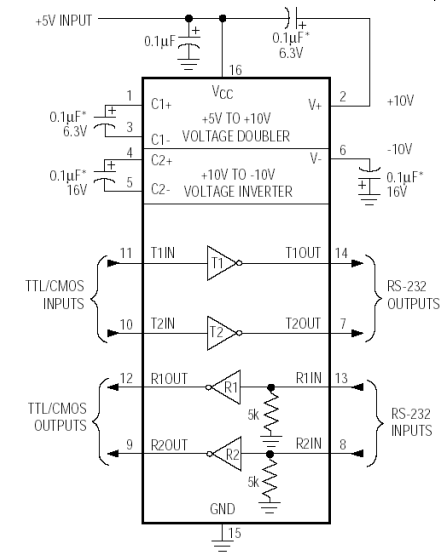 +5V INPUT
0.1µF
+
+
0.1µF*
6.3V
16
VCC
1
C1+
V+
2
+10V
+
0.1µF*
6.3V
3
C1-
+5V TO +10V
VOLTAGE DOUBLER
4
C2+
V-
6
-10V
+
0.1µF*
16V
5
C2-
+10V TO -10V
VOLTAGE INVERTER
+
0.1µF*
16V
11
T1IN
T1
T1OUT
14
TTL/CMOS
INPUTS
RS-232
OUTPUTS
10
T2IN
T2
T2OUT
7
12
R1OUT
R1
R1IN
13
5k
TTL/CMOS
OUTPUTS
RS-232
INPUTS
9
R2OUT
R2
R2IN
8
5k
GND
15